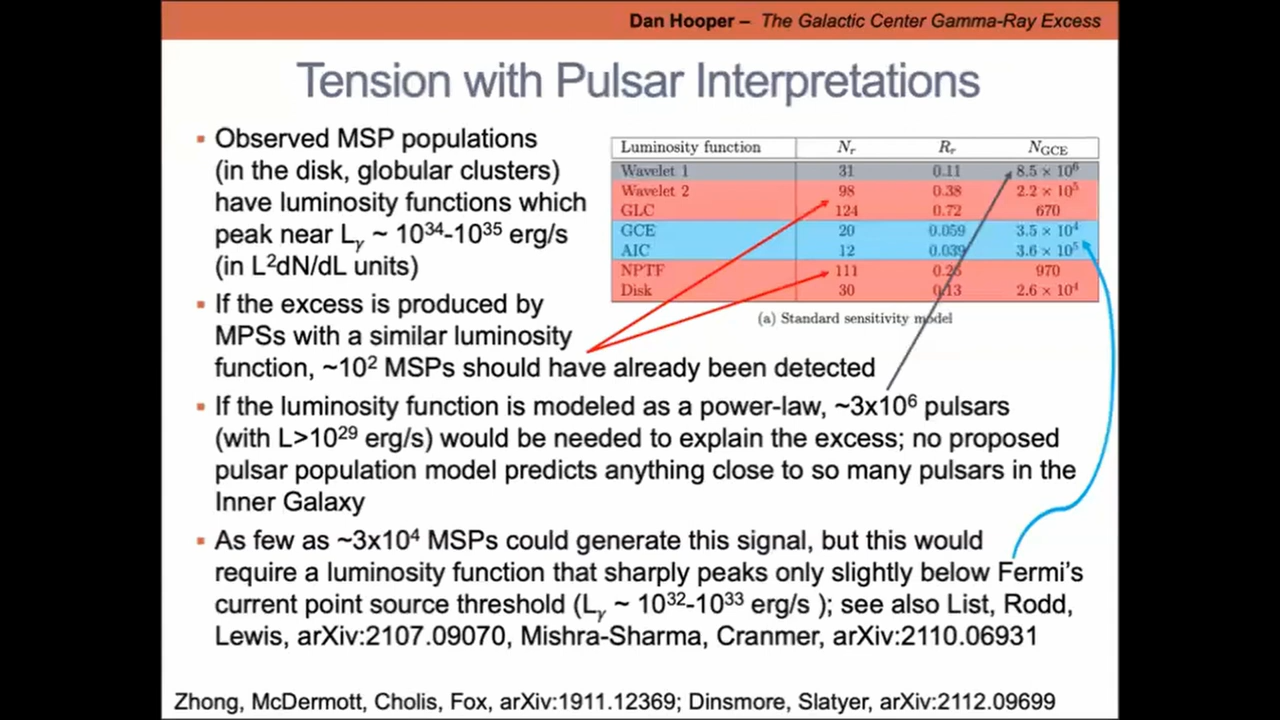 Dan Hooper – The Galactic Center Gamma-Ray Excess
Tension with Pulsar Interpretations
▪ Observed MSP populations
(in the disk, globular clusters)
have luminosity functions which
peak near Lγ ~ 10³⁴-10³⁵ erg/s
(in L²dN/dL units)
▪ If the excess is produced by
MPSs with a similar luminosity
function, ~10² MSPs should have already been detected
▪ If the luminosity function is modeled as a power-law, ~3x10⁶ pulsars
(with L>10²⁹ erg/s) would be needed to explain the excess; no proposed
pulsar population model predicts anything close to so many pulsars in the
Inner Galaxy
▪ As few as ~3x10⁴ MSPs could generate this signal, but this would
require a luminosity function that sharply peaks only slightly below Fermi's
current point source threshold (Lγ ~ 10³²-10³³ erg/s ); see also List, Rodd,
Lewis, arXiv:2107.09070, Mishra-Sharma, Cranmer, arXiv:2110.06931
Luminosity function Nᵣ Rᵣ N_GCE
Wavelet 1 31 0.11 8.5 × 10⁶
Wavelet 2 98 0.38 2.2 × 10⁵
GLC 124 0.72 670
GCE 20 0.059 3.5 × 10⁴
AIC 12 0.039 3.6 × 10⁵
NPTF 111 970
Disk 30 0.13 2.6 × 10⁴
(a) Standard sensitivity model
Zhong, McDermott, Cholis, Fox, arXiv:1911.12369; Dinsmore, Slatyer, arXiv:2112.09699